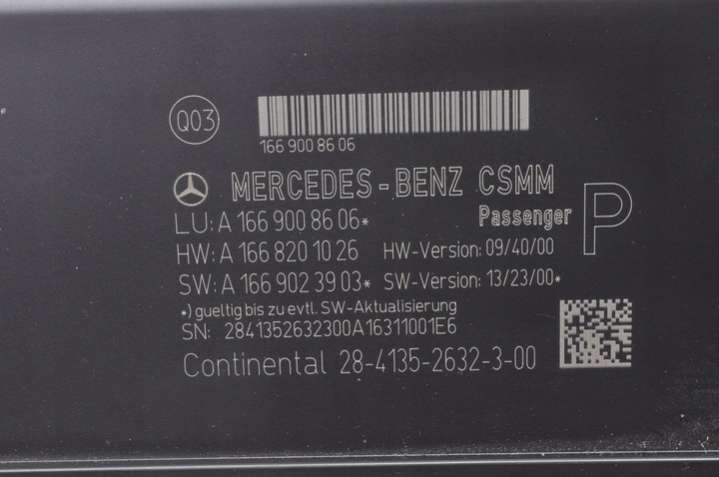 Q03
166 900 86 06
MERCEDES-BENZ CSMM
LU: A 166 900 86 06*
Passenger
P
HW: A 166 820 10 26 HW-Version: 09/40/00
SW: A 166 902 39 03* SW-Version: 13/23/00*
*) gueltig bis zu evtl. SW-Aktualisierung
SN: 2841352632300A16311001E6
Continental 28-4135-2632-3-00